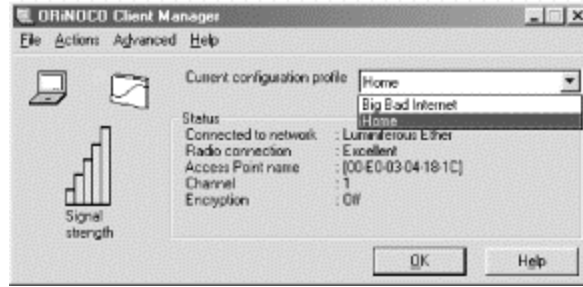 ORiNOCO Client Manager
File Actions Advanced Help
Current configuration profile Home
Big Bad Internet
Home
Status
Connected to network : Luminiferous Ether
Radio connection : Excellent
Access Point name : [00-E0-03-04-18-1C]
Channel : 1
Encryption : Off
Signal
strength
OK Help